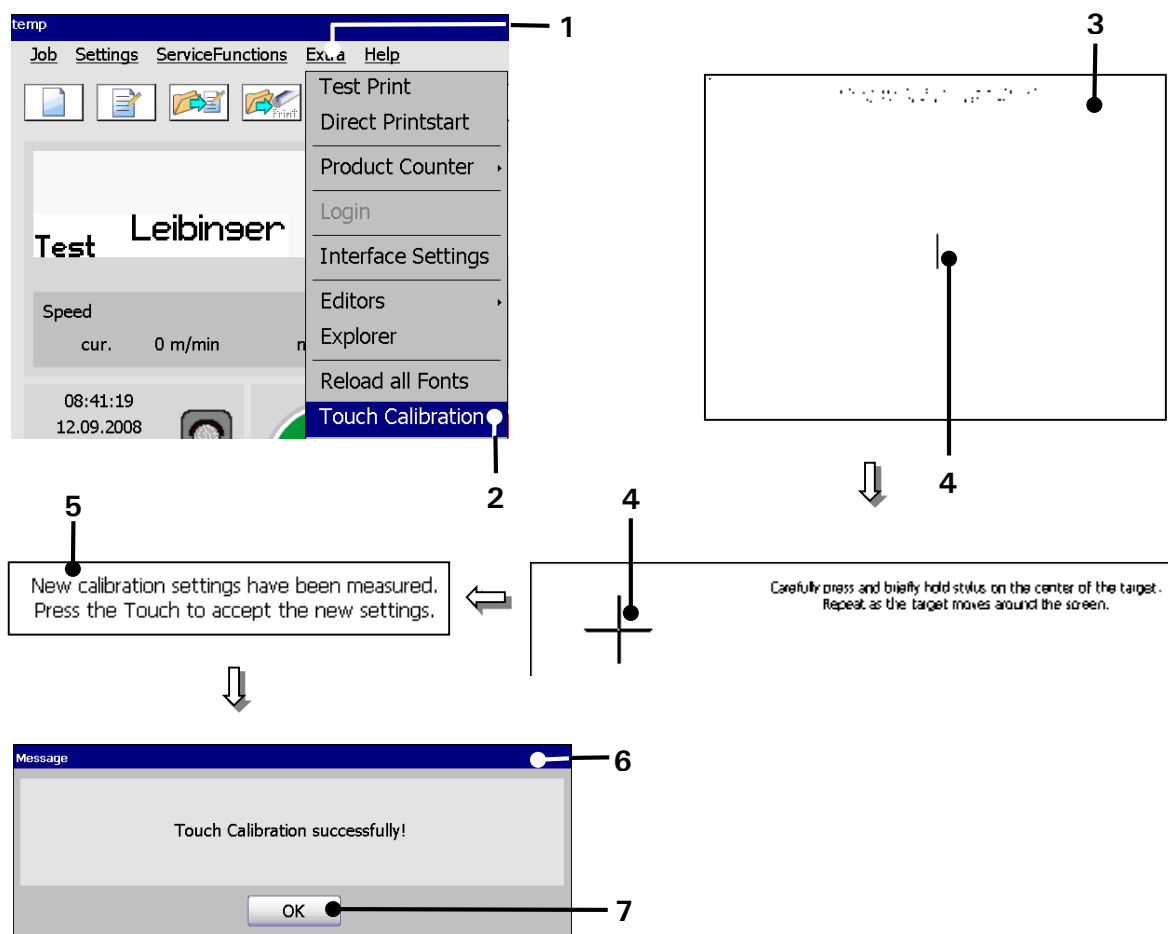 temp
1
Job Settings ServiceFunctions Extra Help
Print
Test Print
Direct Printstart
Product Counter
Login
Interface Settings
Editors
Explorer
Reload all Fonts
Touch Calibration
Test Leibinger
Speed
cur. 0 m/min
08:41:19
12.09.2008
2
3
4
4
Carefully press and briefly hold stylus on the center of the target.
Repeat as the target moves around the screen.
5
New calibration settings have been measured.
Press the Touch to accept the new settings.
Message
6
Touch Calibration successfully!
OK
7